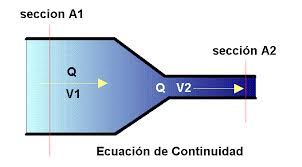 seccion A1
sección A2
Q
V1
Q V2
Ecuación de Continuidad